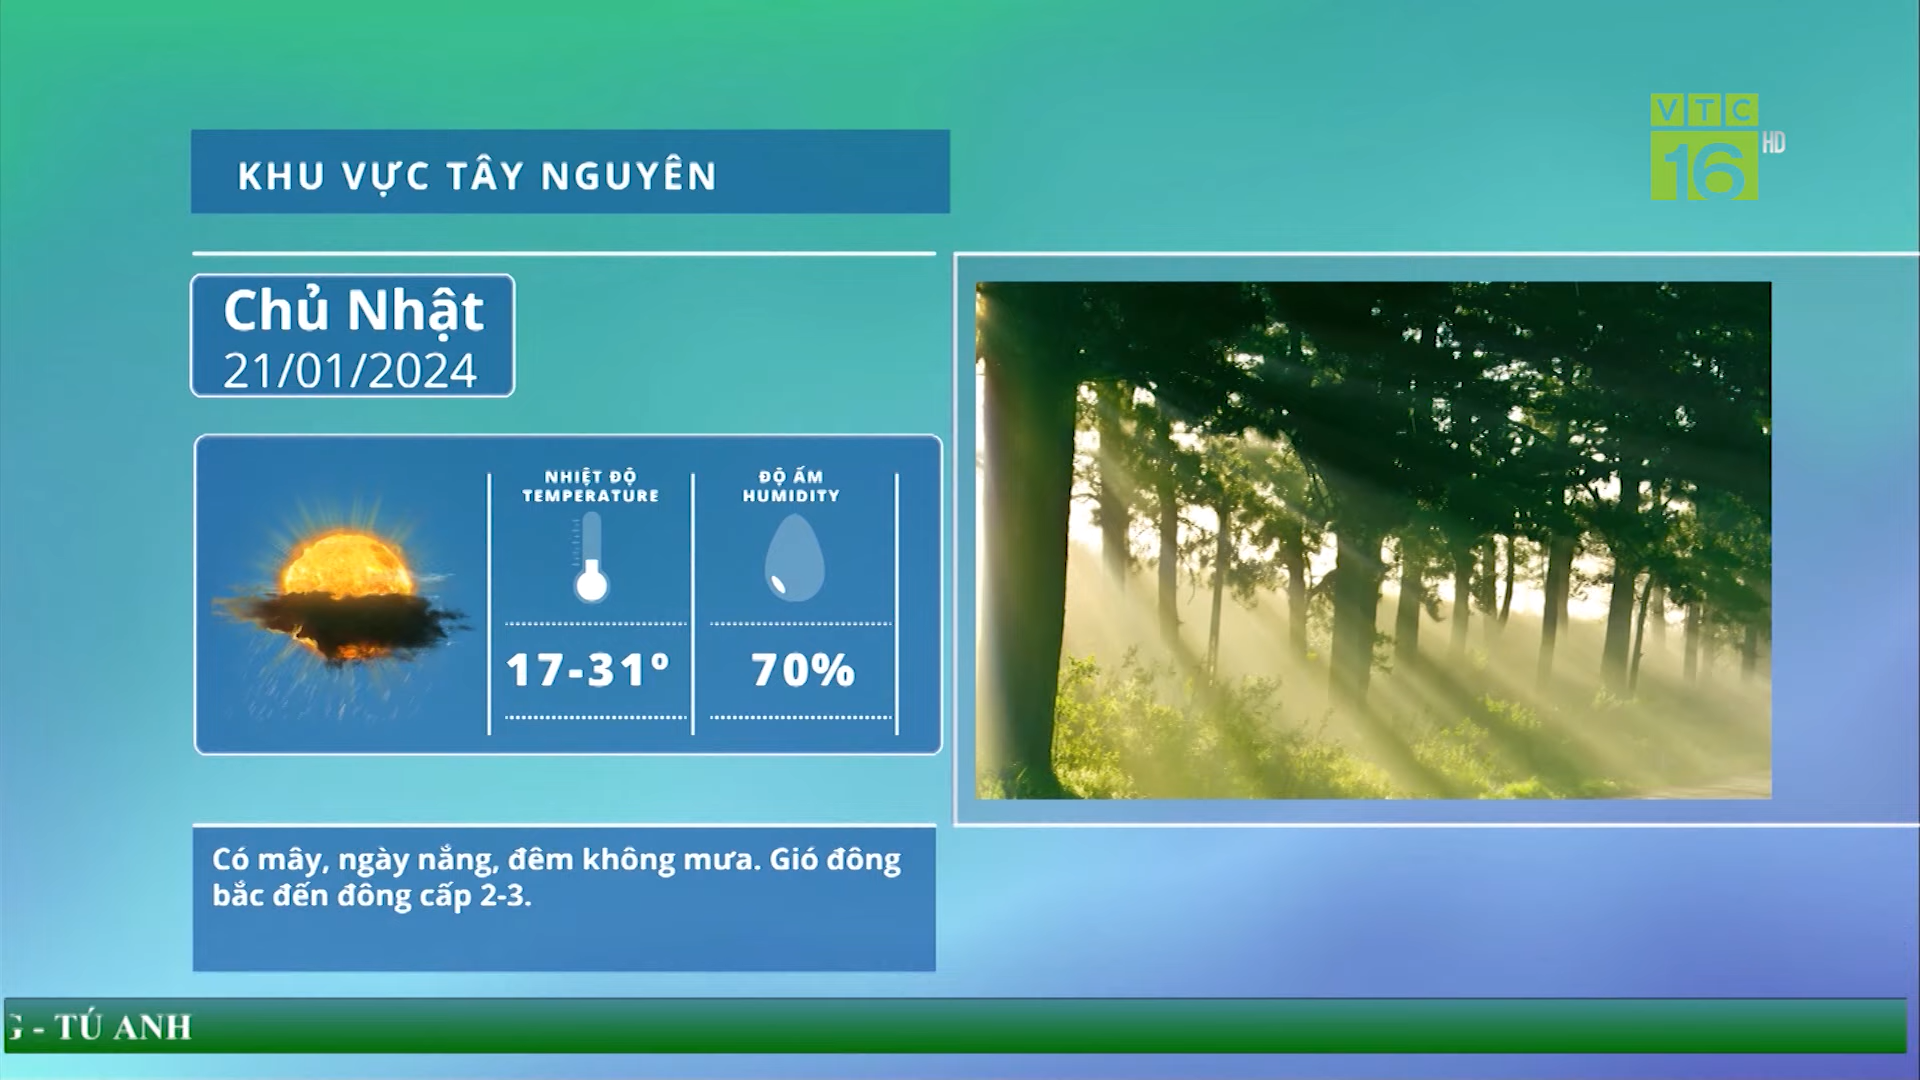 VTC
16 HD
KHU VỰC TÂY NGUYÊN
Chủ Nhật
21/01/2024
NHIỆT ĐỘ
TEMPERATURE
17-31º
ĐỘ ẨM
HUMIDITY
70%
Có mây, ngày nắng, đêm không mưa. Gió đông
bắc đến đông cấp 2-3.
- TÚ ANH